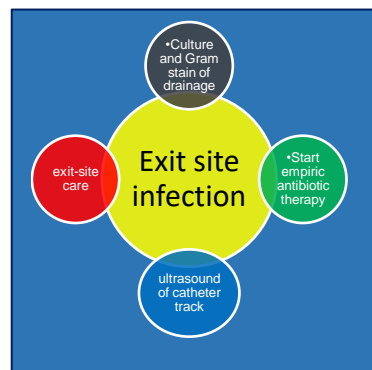 •Culture
and Gram
stain of
drainage
exit-site
care
Exit site
infection
•Start
empiric
antibiotic
therapy
ultrasound
of catheter
track